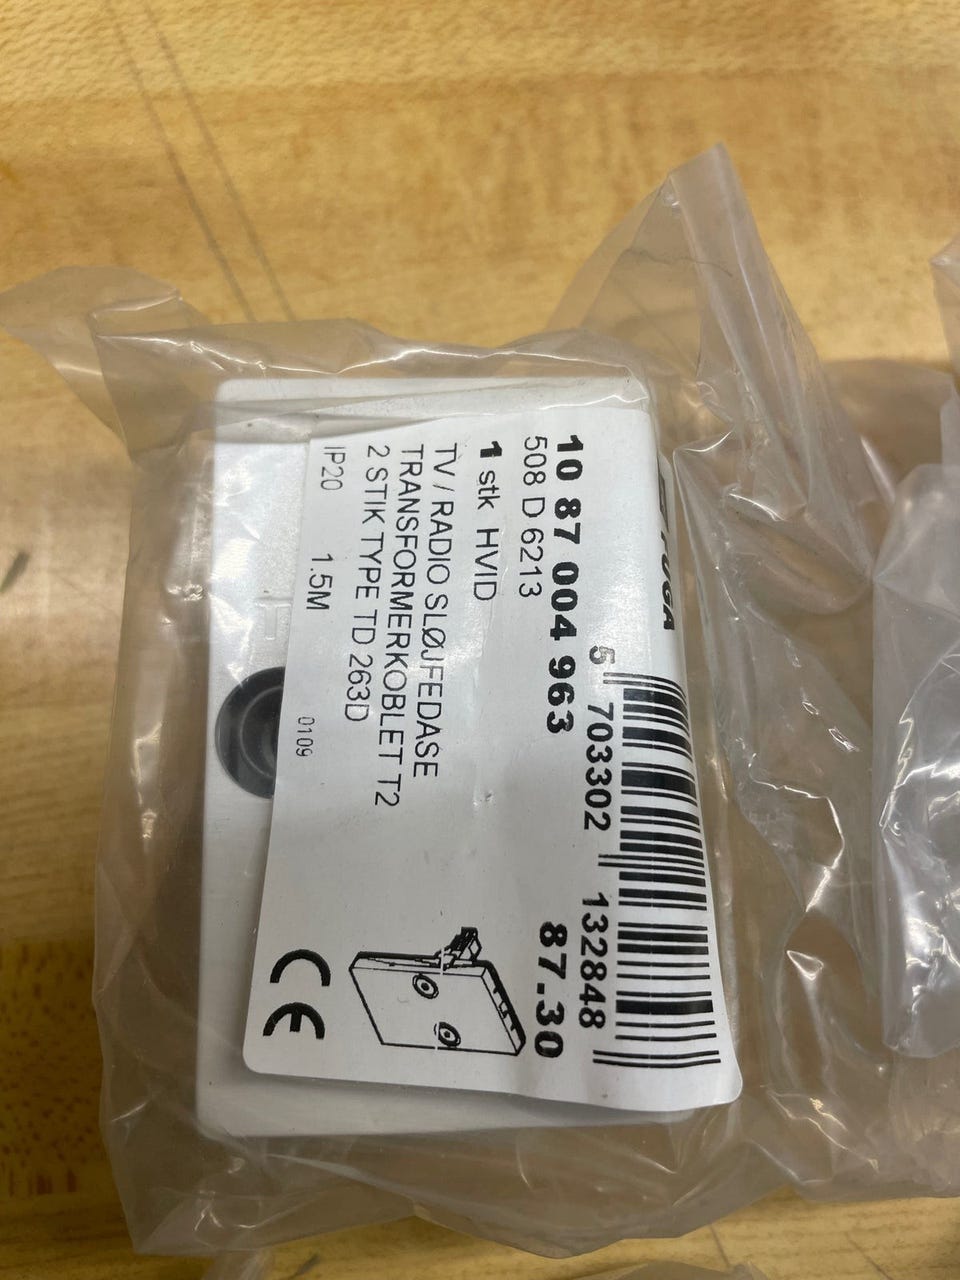 5 703302 132848
10 87 004 963 87.30
508 D 6213
1 stk HVID
TV / RADIO SLØJFEDASE
TRANSFORMERKOBLET T2
2 STIK TYPE TD 263D
IP20 1.5M 0109
CE